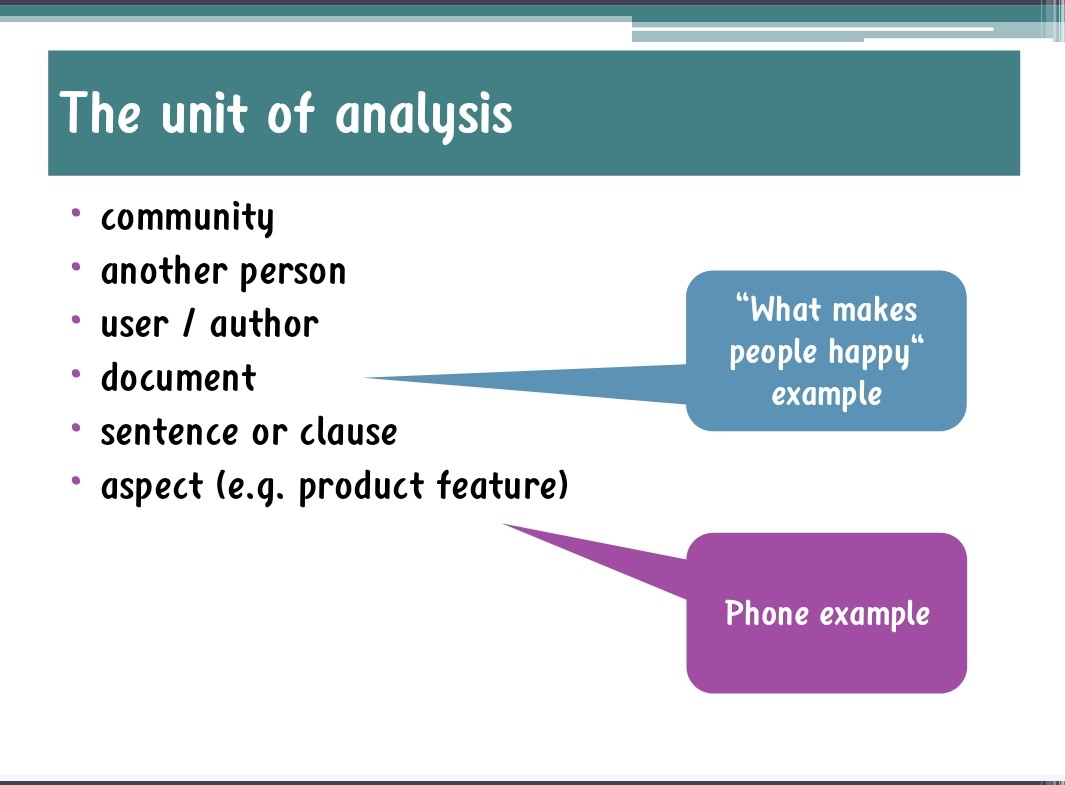 The unit of analysis
community
another person
user / author
document
sentence or clause
aspect (e.g. product feature)
“What makes
people happy“
example
Phone example